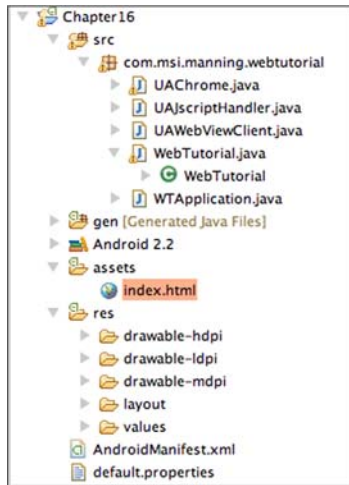 Chapter16
src
com.msi.manning.webtutorial
UAChrome.java
UAJscriptHandler.java
UAWebViewClient.java
WebTutorial.java
WebTutorial
WTApplication.java
gen [Generated Java Files]
Android 2.2
assets
index.html
res
drawable-hdpi
drawable-ldpi
drawable-mdpi
layout
values
AndroidManifest.xml
default.properties